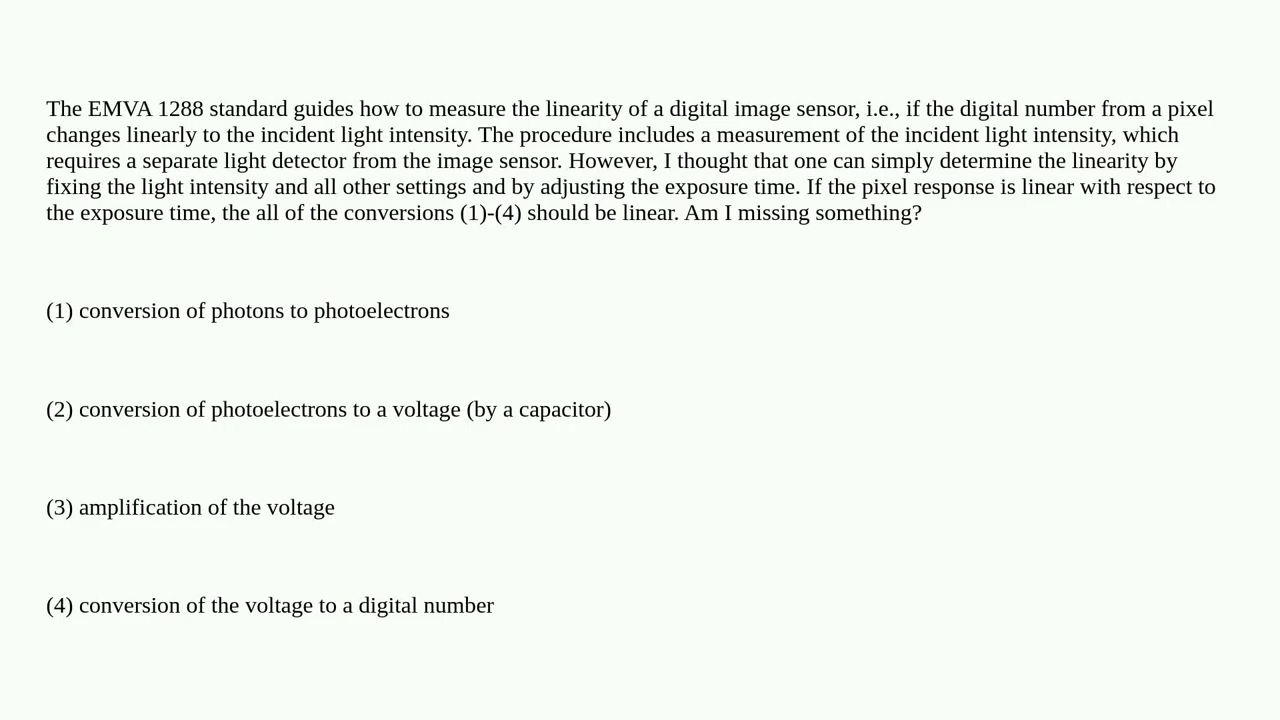 The EMVA 1288 standard guides how to measure the linearity of a digital image sensor, i.e., if the digital number from a pixel
changes linearly to the incident light intensity. The procedure includes a measurement of the incident light intensity, which
requires a separate light detector from the image sensor. However, I thought that one can simply determine the linearity by
fixing the light intensity and all other settings and by adjusting the exposure time. If the pixel response is linear with respect to
the exposure time, the all of the conversions (1)-(4) should be linear. Am I missing something?
(1) conversion of photons to photoelectrons
(2) conversion of photoelectrons to a voltage (by a capacitor)
(3) amplification of the voltage
(4) conversion of the voltage to a digital number